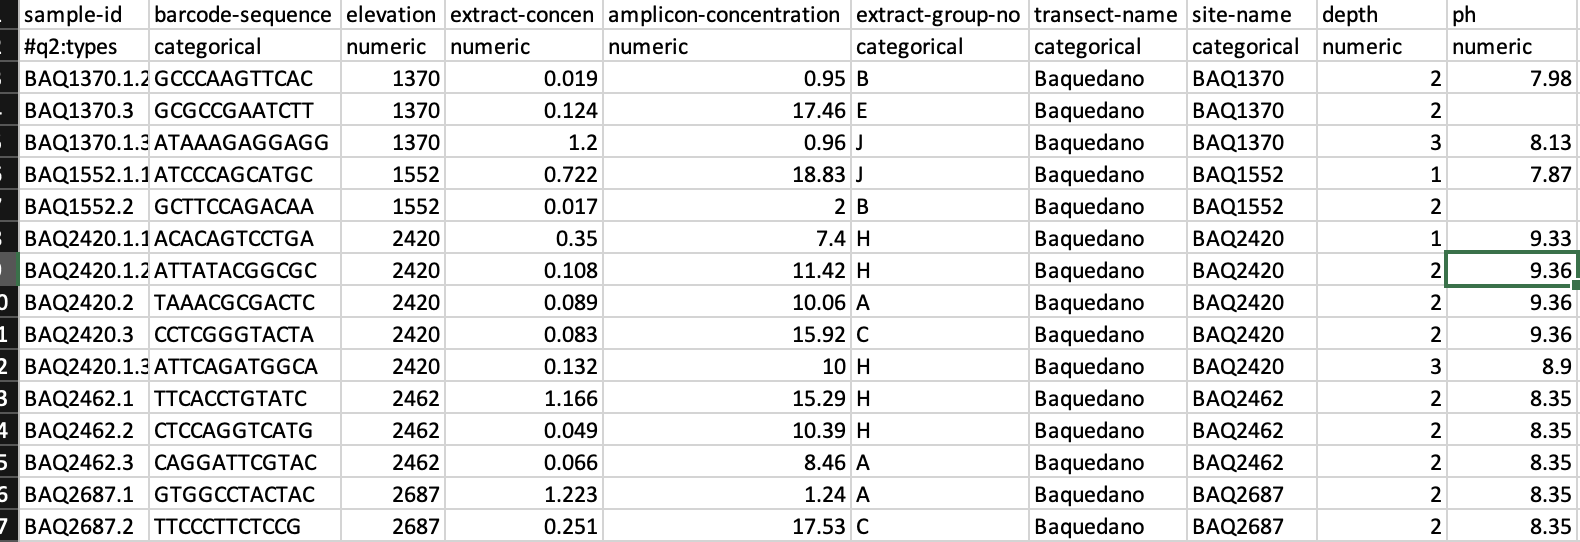 sample-id barcode-sequence elevation extract-concen amplicon-concentration extract-group-no transect-name site-name depth ph
#q2:types categorical numeric numeric numeric categorical categorical categorical numeric numeric
BAQ1370.1.2 GCCCAAGTTCAC 1370 0.019 0.95 B Baquedano BAQ1370 2 7.98
BAQ1370.3 GCGCCGAATCTT 1370 0.124 17.46 E Baquedano BAQ1370 2
BAQ1370.1.3 ATAAAGAGGAGG 1370 1.2 0.96 J Baquedano BAQ1370 3 8.13
BAQ1552.1.1 ATCCCAGCATGC 1552 0.722 18.83 J Baquedano BAQ1552 1 7.87
BAQ1552.2 GCTTCCAGACAA 1552 0.017 2 B Baquedano BAQ1552 2
BAQ2420.1.1 ACACAGTCCTGA 2420 0.35 7.4 H Baquedano BAQ2420 1 9.33
BAQ2420.1.2 ATTATACGGCGC 2420 0.108 11.42 H Baquedano BAQ2420 2 9.36
BAQ2420.2 TAAACGCGACTC 2420 0.089 10.06 A Baquedano BAQ2420 2 9.36
BAQ2420.3 CCTCGGGTACTA 2420 0.083 15.92 C Baquedano BAQ2420 2 9.36
BAQ2420.1.3 ATTCAGATGGCA 2420 0.132 10 H Baquedano BAQ2420 3 8.9
BAQ2462.1 TTCACCTGTATC 2462 1.166 15.29 H Baquedano BAQ2462 2 8.35
BAQ2462.2 CTCCAGGTCATG 2462 0.049 10.39 H Baquedano BAQ2462 2 8.35
BAQ2462.3 CAGGATTCGTAC 2462 0.066 8.46 A Baquedano BAQ2462 2 8.35
BAQ2687.1 GTGGCCTACTAC 2687 1.223 1.24 A Baquedano BAQ2687 2 8.35
BAQ2687.2 TTCCCTTCTCCG 2687 0.251 17.53 C Baquedano BAQ2687 2 8.35